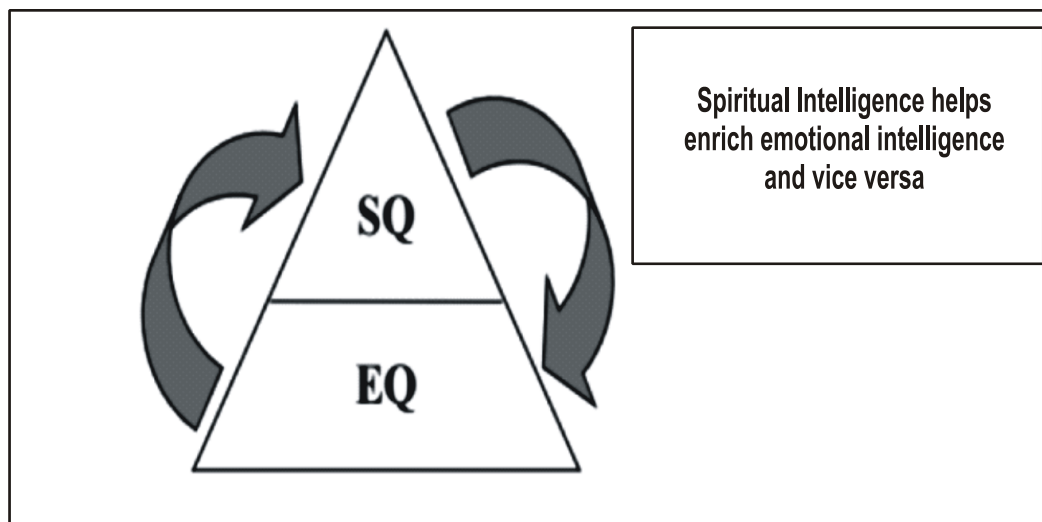 Spiritual Intelligence helps
enrich emotional intelligence
and vice versa
SQ
EQ